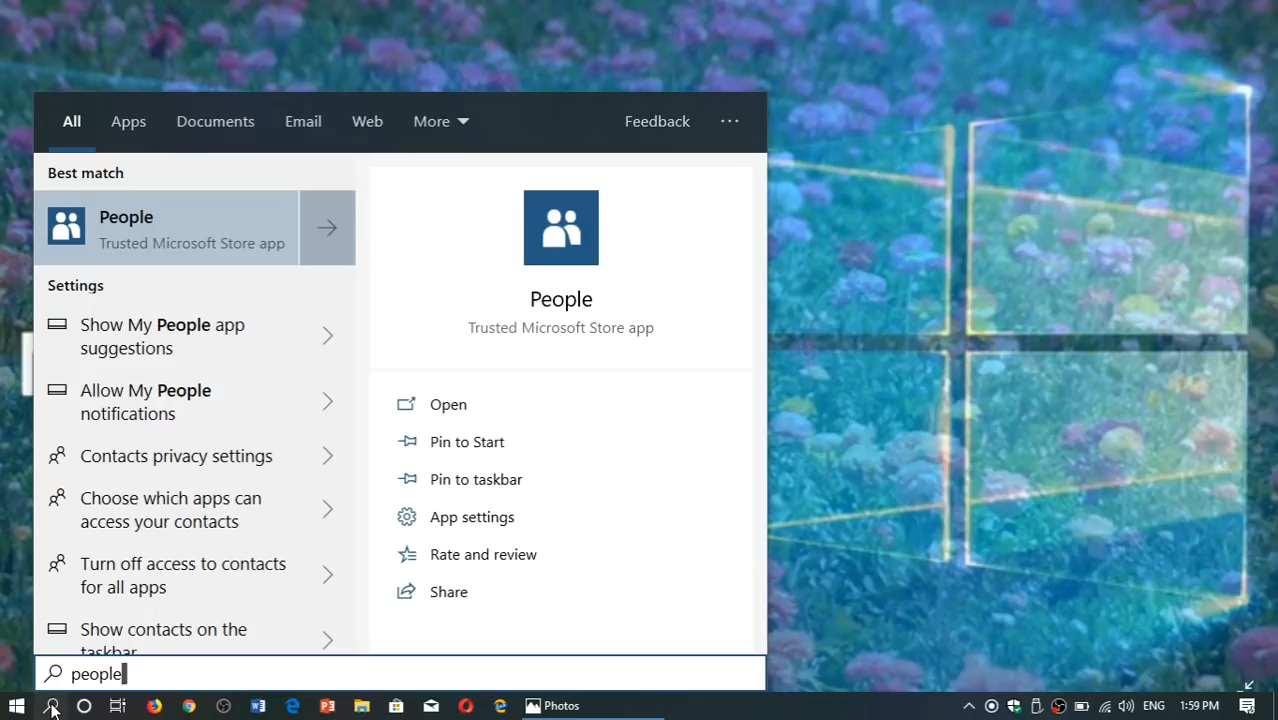 All Apps Documents Email Web More Feedback ...
Best match
People
Trusted Microsoft Store app
Settings
Show My People app
suggestions
Allow My People
notifications
Contacts privacy settings
Choose which apps can
access your contacts
Turn off access to contacts
for all apps
Show contacts on the
taskbar
People
Trusted Microsoft Store app
Open
Pin to Start
Pin to taskbar
App settings
Rate and review
Share
people
Photos
ENG 1:59 PM